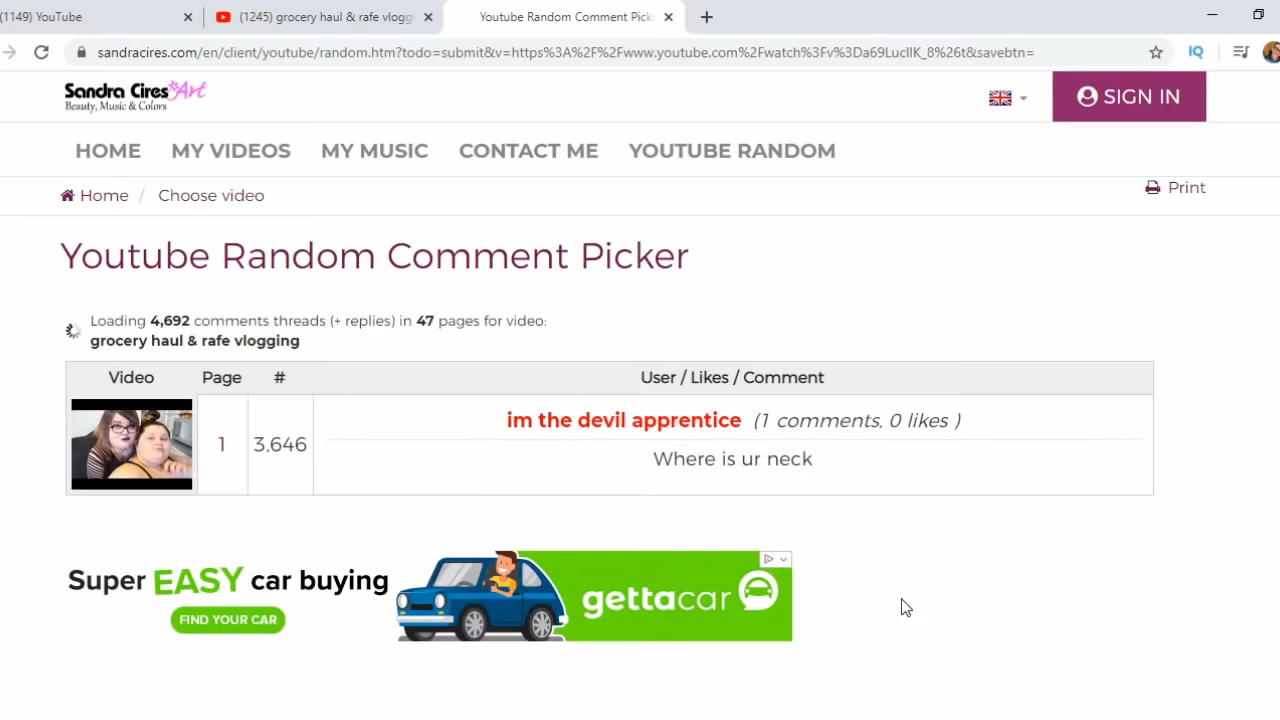 (1149) YouTube
(1245) grocery haul & rafe vlogg
Youtube Random Comment Pick
sandracires.com/en/client/youtube/random.htm?todo=submit&v=https%3A%2F%2Fwww.youtube.com%2Fwatch%3Fv%3Da69LuclIK_8%26t&savebtn=
IQ
Sandra Cires Art
Beauty, Music & Colors
SIGN IN
HOME MY VIDEOS MY MUSIC CONTACT ME YOUTUBE RANDOM
Home / Choose video
Print
Youtube Random Comment Picker
Loading 4,692 comments threads (+ replies) in 47 pages for video:
grocery haul & rafe vlogging
Video Page # User / Likes / Comment
1 3,646 im the devil apprentice (1 comments, 0 likes )
Where is ur neck
Super EASY car buying
FIND YOUR CAR
gettacar